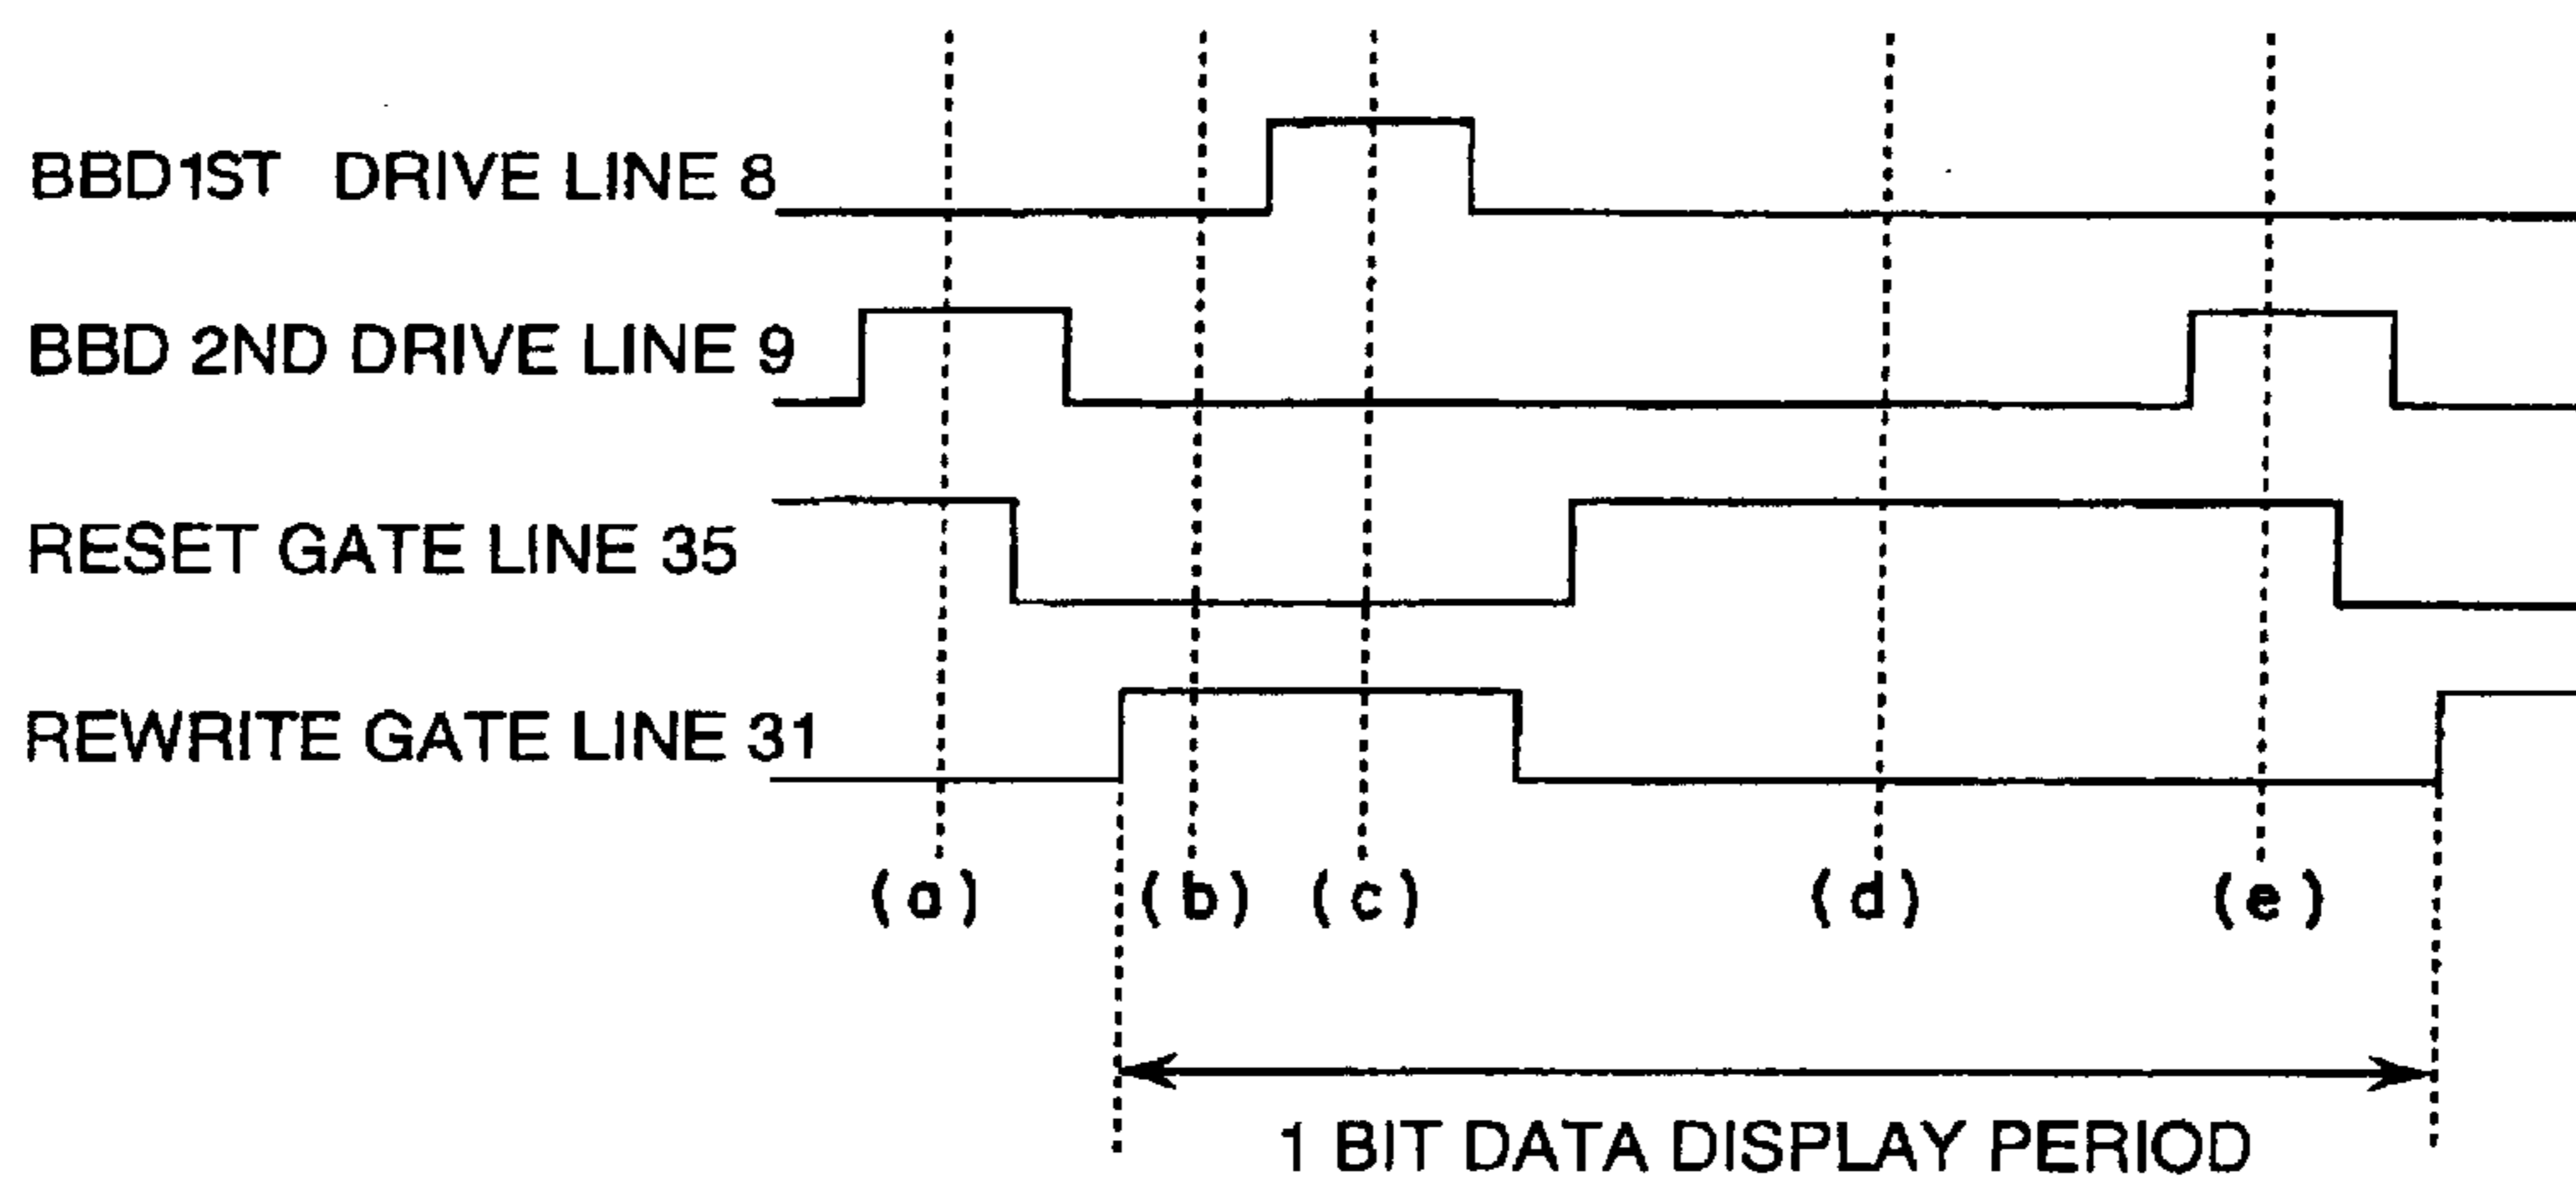 BBD1ST DRIVE LINE 8
BBD 2ND DRIVE LINE 9
RESET GATE LINE 35
REWRITE GATE LINE 31
(a) (b) (c) (d) (e)
1 BIT DATA DISPLAY PERIOD